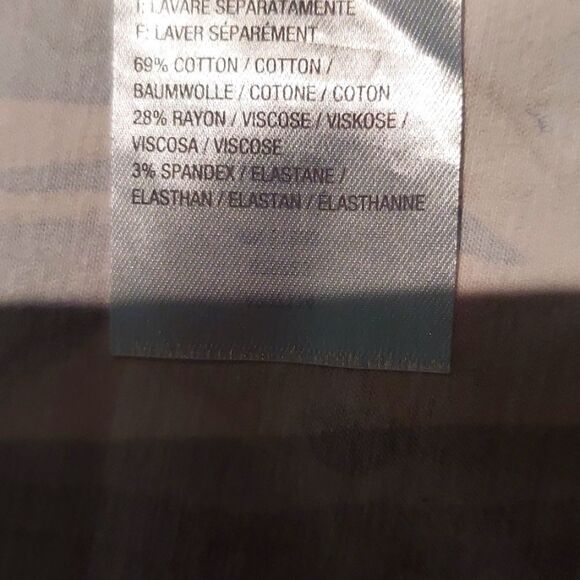 I: LAVARE SEPARATAMENTE
F: LAVER SÉPARÉMENT
69% COTTON / COTTON /
BAUMWOLLE / COTONE / COTON
28% RAYON / VISCOSE / VISKOSE /
VISCOSA / VISCOSE
3% SPANDEX / ELASTANE /
ELASTHAN / ELASTAN / ÉLASTHANNE